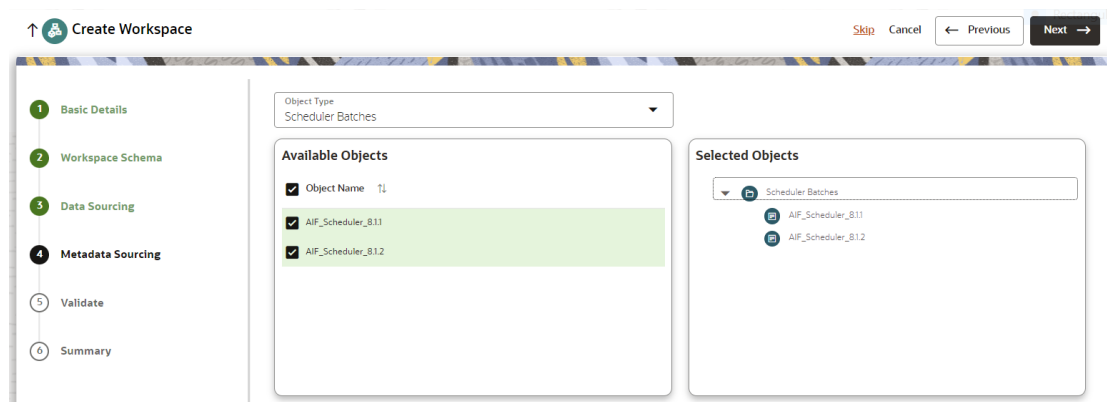 Create Workspace
Skip Cancel Previous Next
1 Basic Details
2 Workspace Schema
3 Data Sourcing
4 Metadata Sourcing
5 Validate
6 Summary
Object Type
Scheduler Batches
Available Objects
Object Name
AIF_Scheduler_8.1.1
AIF_Scheduler_8.1.2
Selected Objects
Scheduler Batches
AIF_Scheduler_8.1.1
AIF_Scheduler_8.1.2